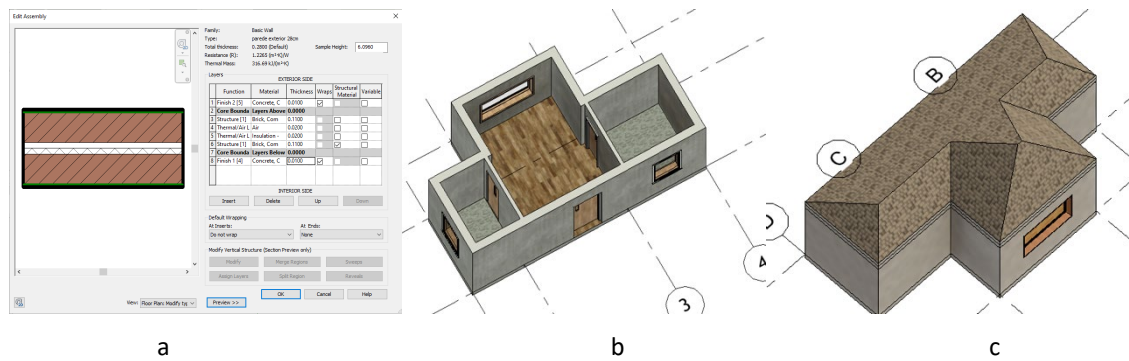 Edit Assembly
Family: Basic Wall
Type: parede exterior 28cm
Total thickness: 0.2800 (Default) Sample Height: 6.0960
Resistance (R): 1.2265 (m²·K)/W
Thermal Mass: 316.69 kJ/(m²·K)
Layers
EXTERIOR SIDE
Function Material Thickness Wraps Structural Material Variable
1 Finish 2 [5] Concrete, C 0.0100
2 Core Bounda Layers Above 0.0000
3 Structure [1] Brick, Com 0.1100
4 Thermal/Air L Air 0.0200
5 Thermal/Air L Insulation - 0.0200
6 Structure [1] Brick, Com 0.1100
7 Core Bounda Layers Below 0.0000
8 Finish 1 [4] Concrete, C 0.0100
INTERIOR SIDE
Insert Delete Up Down
Default Wrapping
At Inserts: At Ends:
Do not wrap None
Modify Vertical Structure (Section Preview only)
Modify Merge Regions Sweeps
Assign Layers Split Region Reveals
OK Cancel Help
View: Floor Plan: Modify typ Preview >>
3
4
B
C
a b c